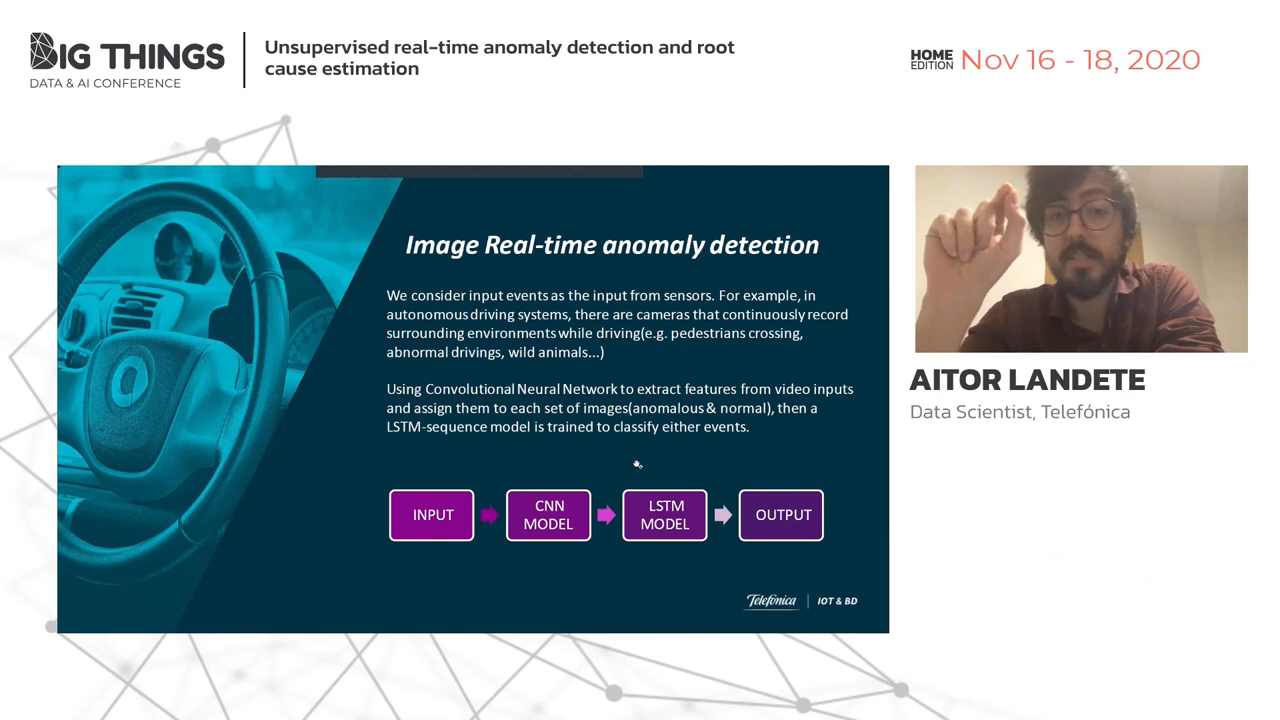 BIG THINGS
DATA & AI CONFERENCE
Unsupervised real-time anomaly detection and root
cause estimation
HOME
EDITION
Nov 16 - 18, 2020
Image Real-time anomaly detection
We consider input events as the input from sensors. For example, in
autonomous driving systems, there are cameras that continuously record
surrounding environments while driving(e.g. pedestrians crossing,
abnormal drivings, wild animals...)
Using Convolutional Neural Network to extract features from video inputs
and assign them to each set of images(anomalous & normal), then a
LSTM-sequence model is trained to classify either events.
INPUT
CNN
MODEL
LSTM
MODEL
OUTPUT
Telefónica
IOT & BD
AITOR LANDETE
Data Scientist, Telefónica